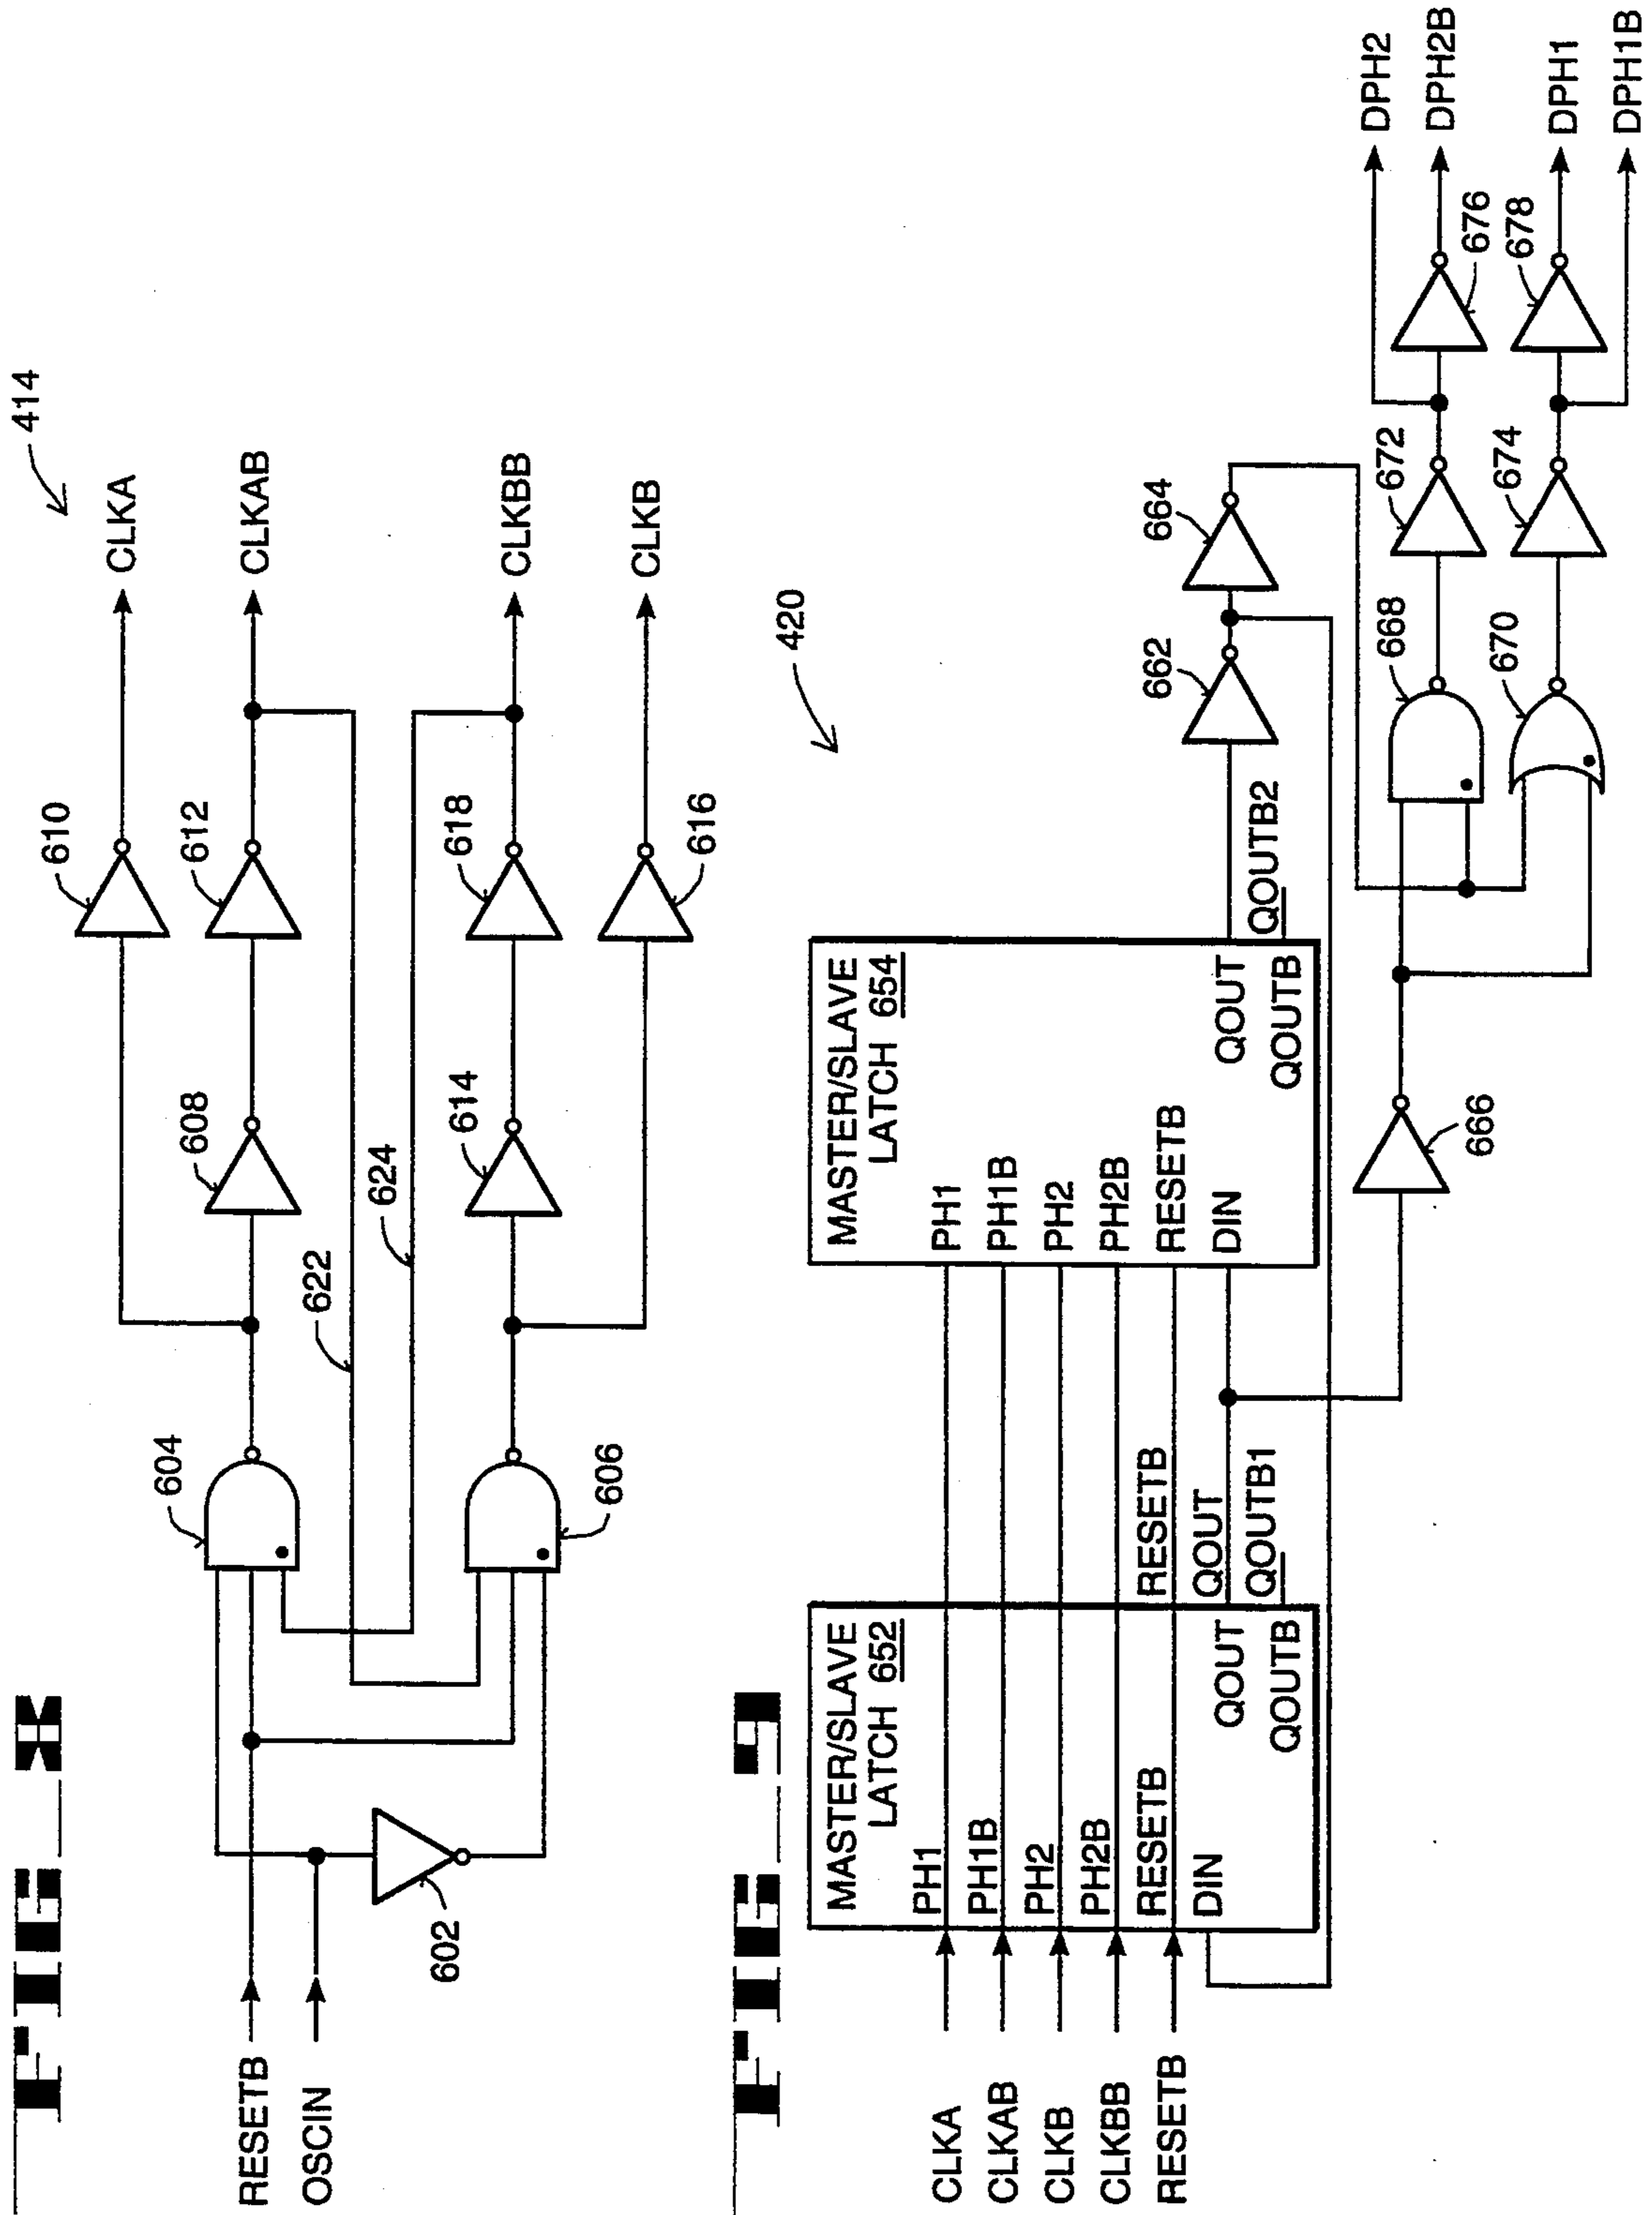 FIG
414
RESETB
OSCIN
602
604
606
608
610
612
614
616
618
622
624
CLKA
CLKAB
CLKBB
CLKB
FIG
420
CLKA
CLKAB
CLKB
CLKBB
RESETB
MASTER/SLAVE
LATCH 652
PH1
PH1B
PH2
PH2B
RESETB
DIN
QOUT
QOUTB
RESETB
QOUT
QOUTB1
MASTER/SLAVE
LATCH 654
PH1
PH1B
PH2
PH2B
RESETB
DIN
QOUT
QOUTB
QOUTB2
662
664
666
668
670
672
674
676
678
DPH2
DPH2B
DPH1
DPH1B